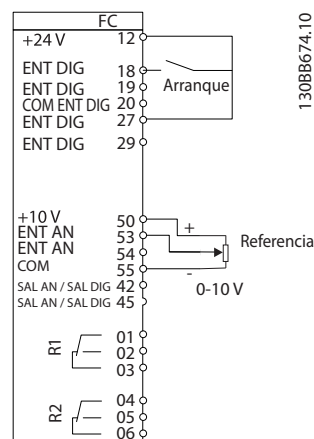 FC
+24 V 12
ENT DIG 18
ENT DIG 19
COM ENT DIG 20
ENT DIG 27
ENT DIG 29
Arranque
+10 V 50
ENT AN 53
ENT AN 54
COM 55
SAL AN / SAL DIG 42
SAL AN / SAL DIG 45
+
-
Referencia
0-10 V
R1
01
02
03
R2
04
05
06
130BB674.10